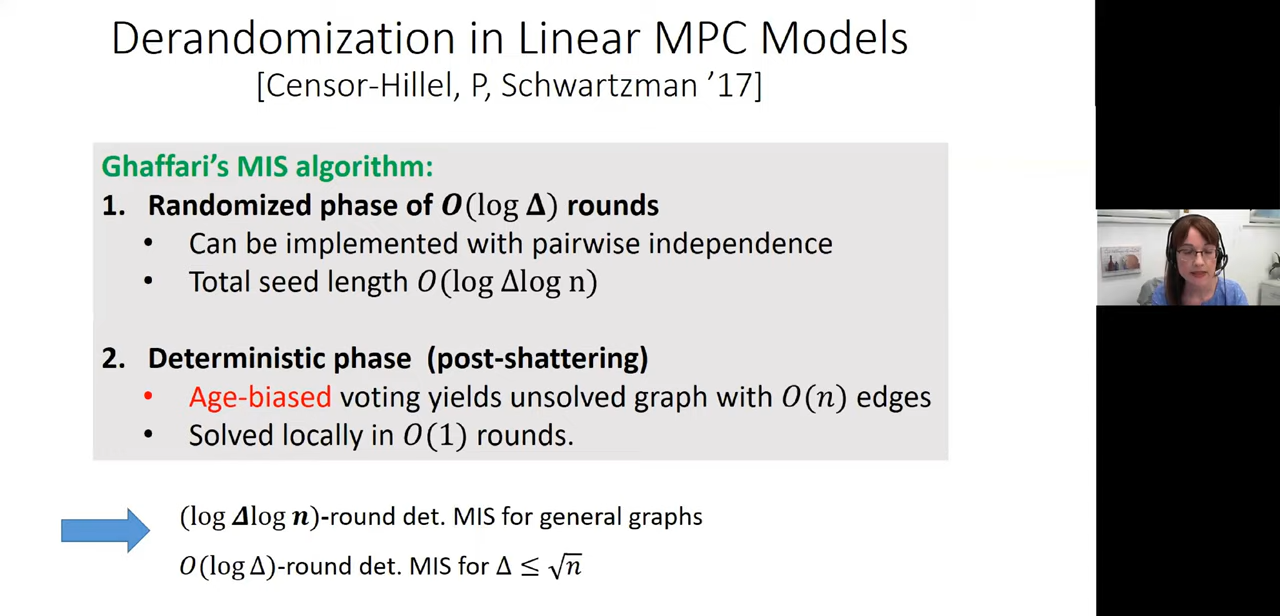 Derandomization in Linear MPC Models
[Censor-Hillel, P, Schwartzman ’17]
Ghaffari’s MIS algorithm:
1. Randomized phase of O(log Δ) rounds
• Can be implemented with pairwise independence
• Total seed length O(log Δlog n)
2. Deterministic phase (post-shattering)
• Age-biased voting yields unsolved graph with O(n) edges
• Solved locally in O(1) rounds.
(log Δlog n)-round det. MIS for general graphs
O(log Δ)-round det. MIS for Δ ≤ √n